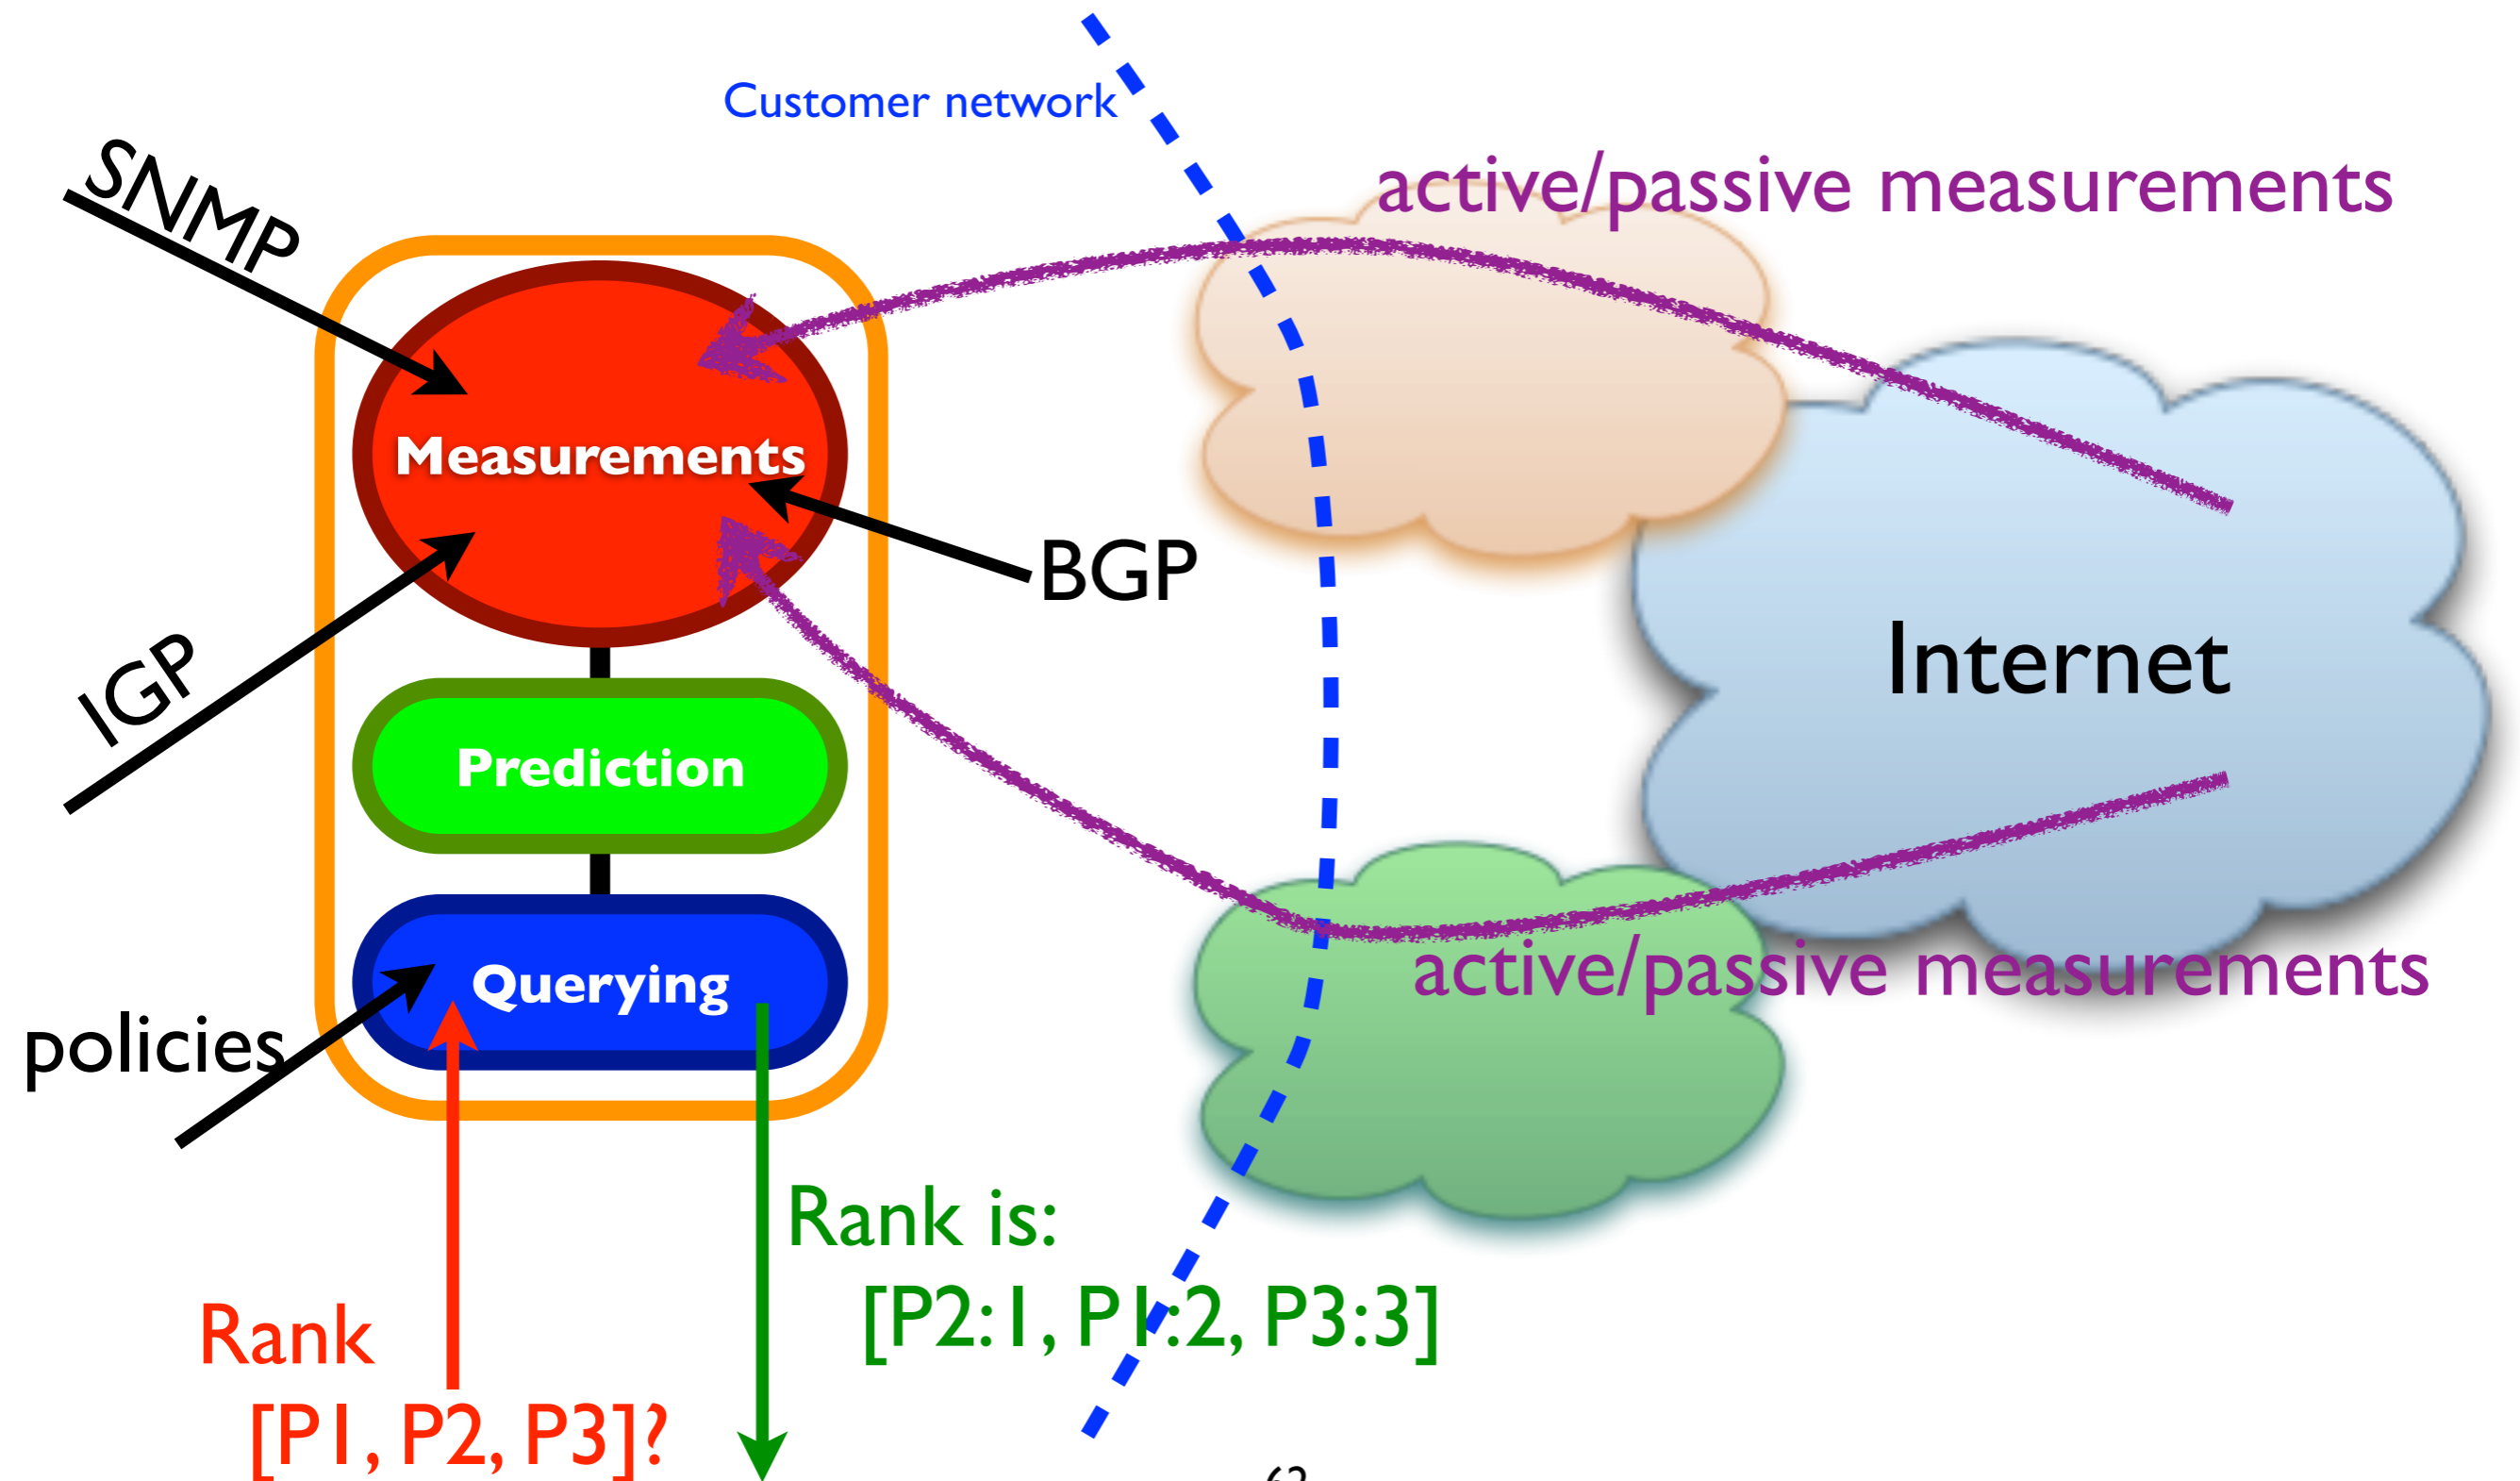 Customer network
SNMP
active/passive measurements
Measurements
BGP
IGP
Internet
Prediction
active/passive measurements
Querying
policies
Rank is:
[P2:1, P1:2, P3:3]
Rank
[P1, P2, P3]?